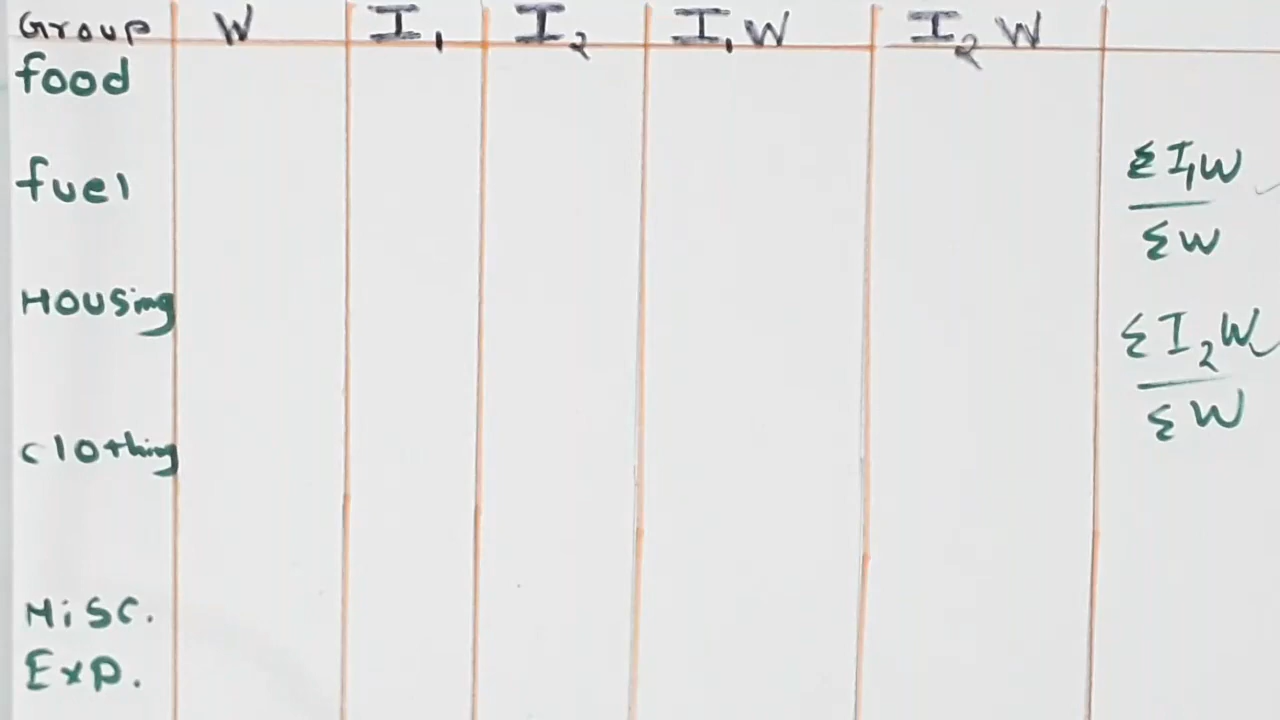 Group W I₁ I₂ I₁W I₂W
food
fuel
Housing
clothing
Misc.
Exp.
ΣI₁W
ΣW
ΣI₂W
ΣW